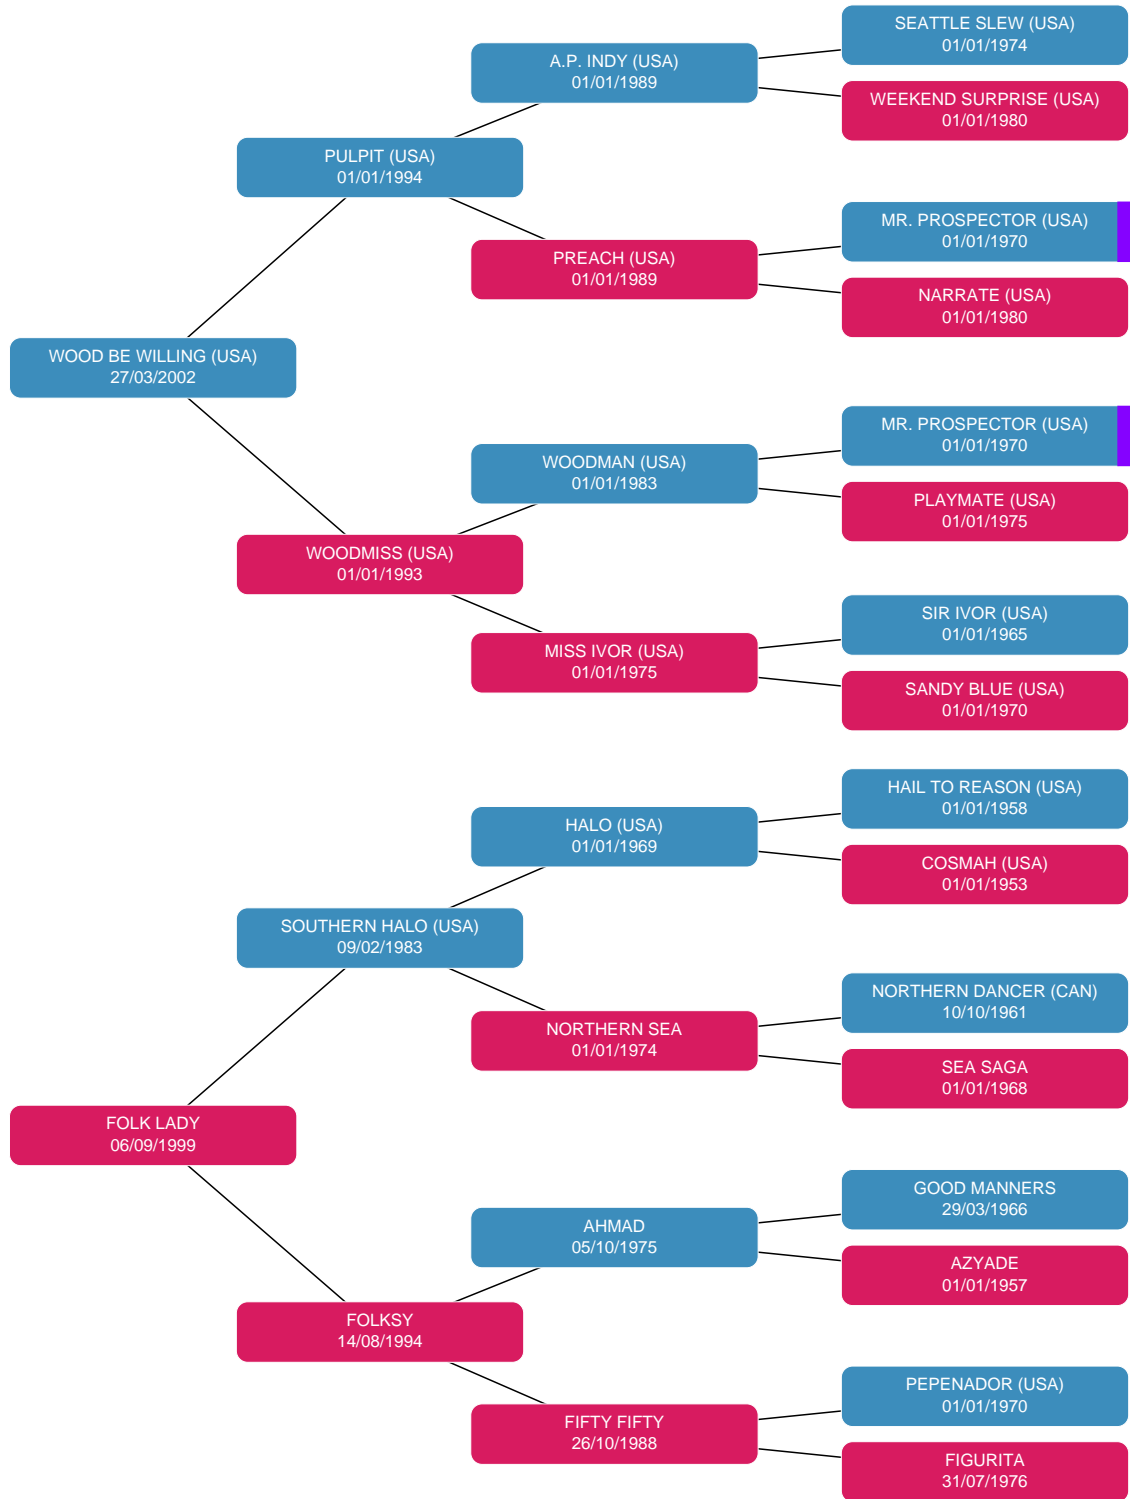 SEATTLE SLEW (USA)
01/01/1974
A.P. INDY (USA)
01/01/1989
WEEKEND SURPRISE (USA)
01/01/1980
PULPIT (USA)
01/01/1994
MR. PROSPECTOR (USA)
01/01/1970
PREACH (USA)
01/01/1989
NARRATE (USA)
01/01/1980
WOOD BE WILLING (USA)
27/03/2002
MR. PROSPECTOR (USA)
01/01/1970
WOODMAN (USA)
01/01/1983
PLAYMATE (USA)
01/01/1975
WOODMISS (USA)
01/01/1993
SIR IVOR (USA)
01/01/1965
MISS IVOR (USA)
01/01/1975
SANDY BLUE (USA)
01/01/1970
HAIL TO REASON (USA)
01/01/1958
HALO (USA)
01/01/1969
COSMAH (USA)
01/01/1953
SOUTHERN HALO (USA)
09/02/1983
NORTHERN DANCER (CAN)
10/10/1961
NORTHERN SEA
01/01/1974
SEA SAGA
01/01/1968
FOLK LADY
06/09/1999
GOOD MANNERS
29/03/1966
AHMAD
05/10/1975
AZYADE
01/01/1957
FOLKSY
14/08/1994
PEPENADOR (USA)
01/01/1970
FIFTY FIFTY
26/10/1988
FIGURITA
31/07/1976